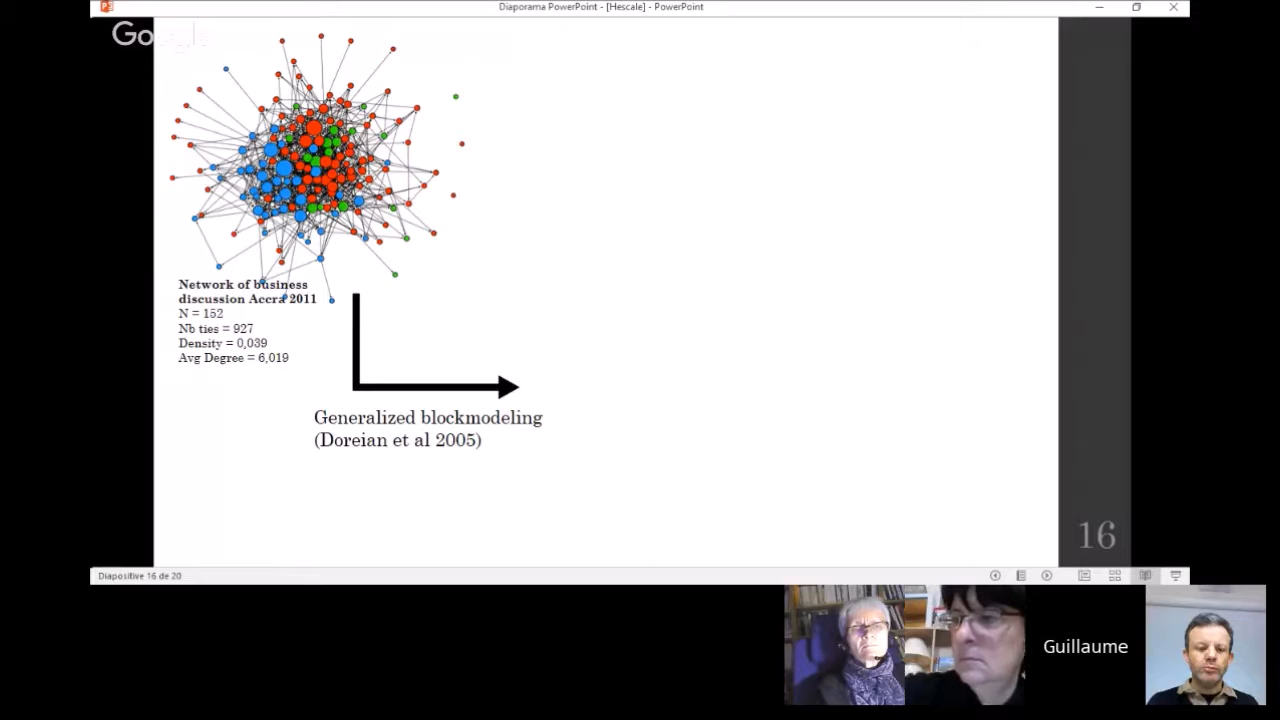 Diaporama PowerPoint - [Hescale] - PowerPoint
Google
Network of business
discussion Accra 2011
N = 152
Nb ties = 927
Density = 0,039
Avg Degree = 6,019
Generalized blockmodeling
(Doreian et al 2005)
16
Diapositive 16 de 20
Guillaume